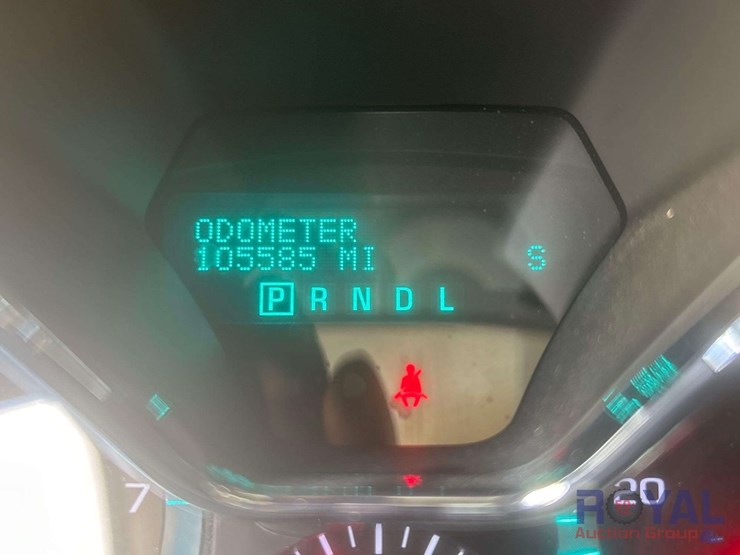 ODOMETER
105585 MI S
P R N D L
7
20
ROYAL
Auction Group